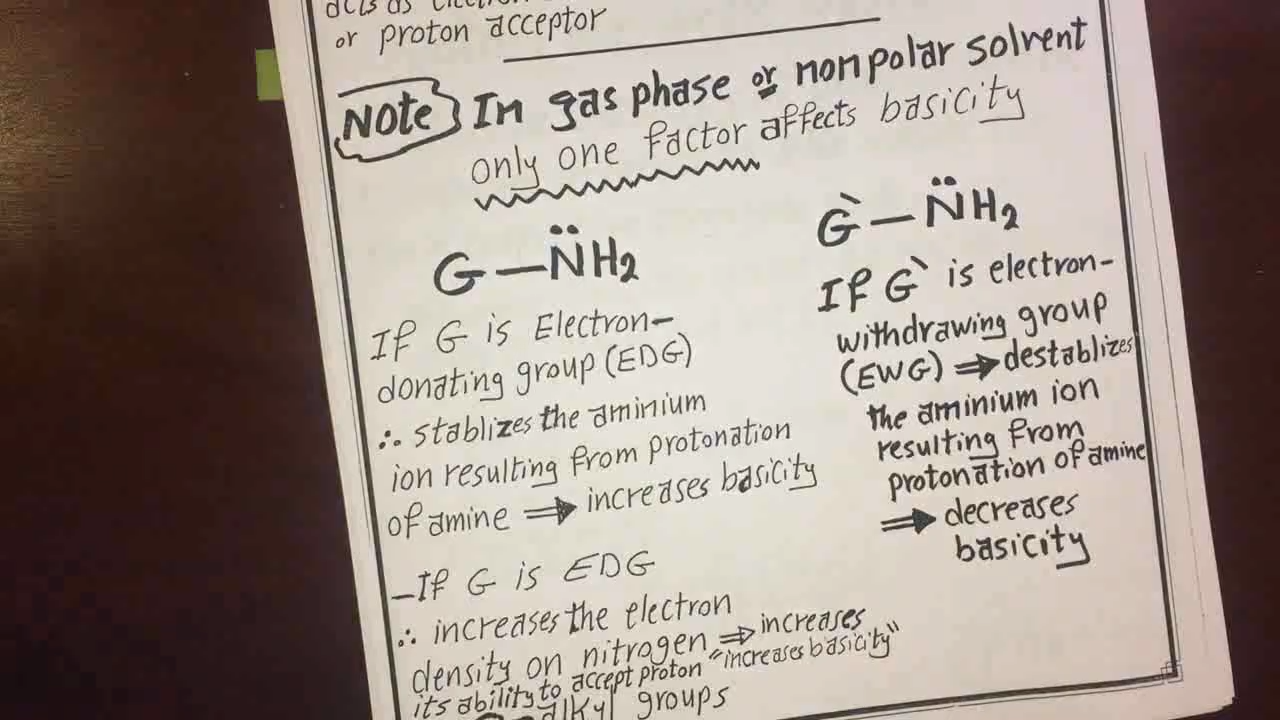 acts as
or proton acceptor
Note In gas phase or nonpolar solvent
only one factor affects basicity
G—N̈H2
If G is Electron-
donating group (EDG)
∴ stablizes the aminium
ion resulting from protonation
of amine ⇒ increases basicity
-If G is EDG
∴ increases the electron
density on nitrogen ⇒ increases
its ability to accept proton "increases basicity"
alkyl groups
G`—N̈H2
If G` is electron-
withdrawing group
(EWG) ⇒ destablizes
the aminium ion
resulting from
protonation of amine
⇒ decreases
basicity